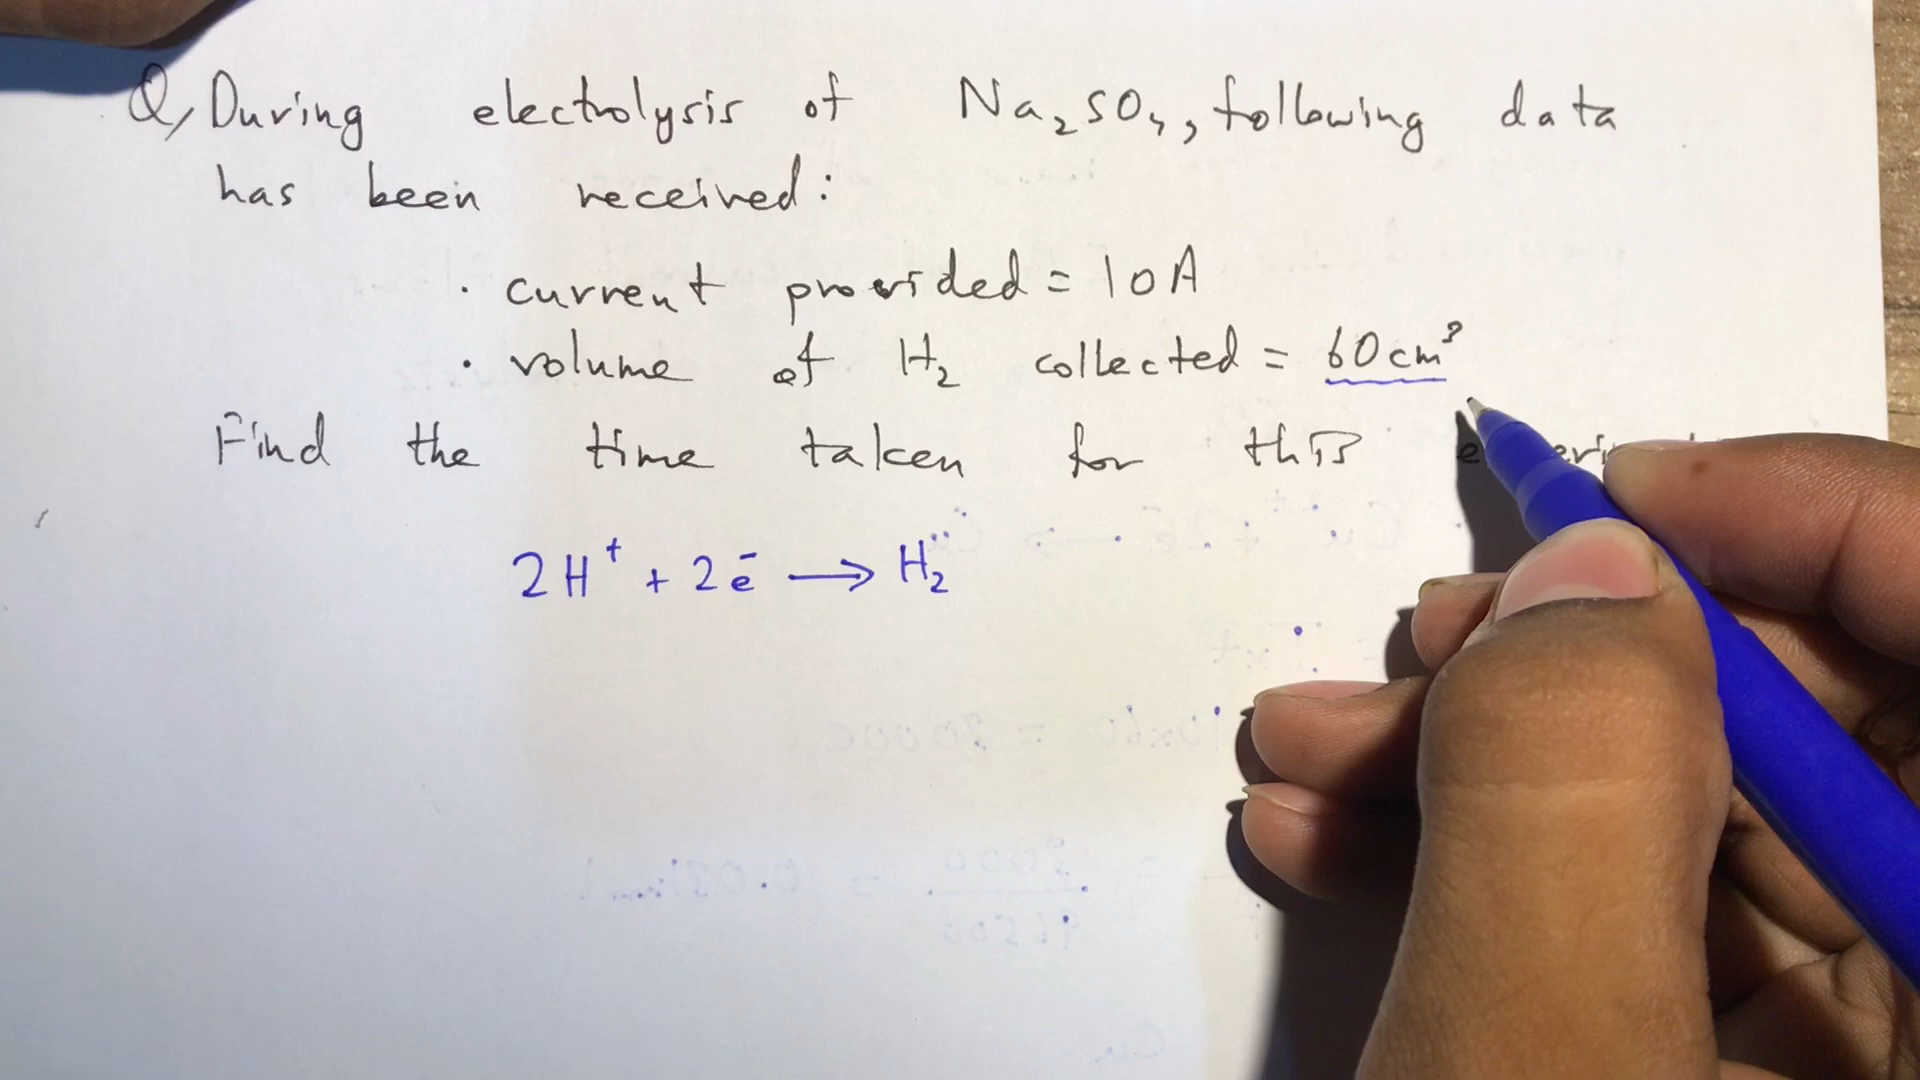 Q, During electrolysis of Na₂SO₄, following data
has been received:
· current provided = 10A
· volume of H₂ collected = 60cm³
Find the time taken for this
2H⁺ + 2e⁻ → H₂